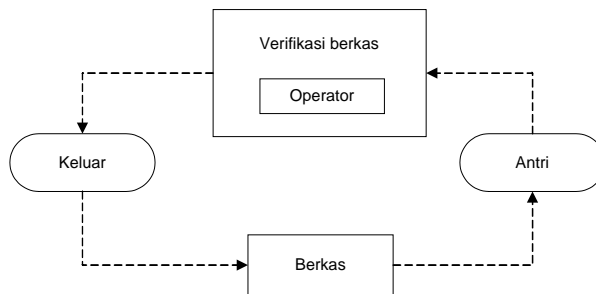 Verifikasi berkas
Operator
Keluar
Antri
Berkas